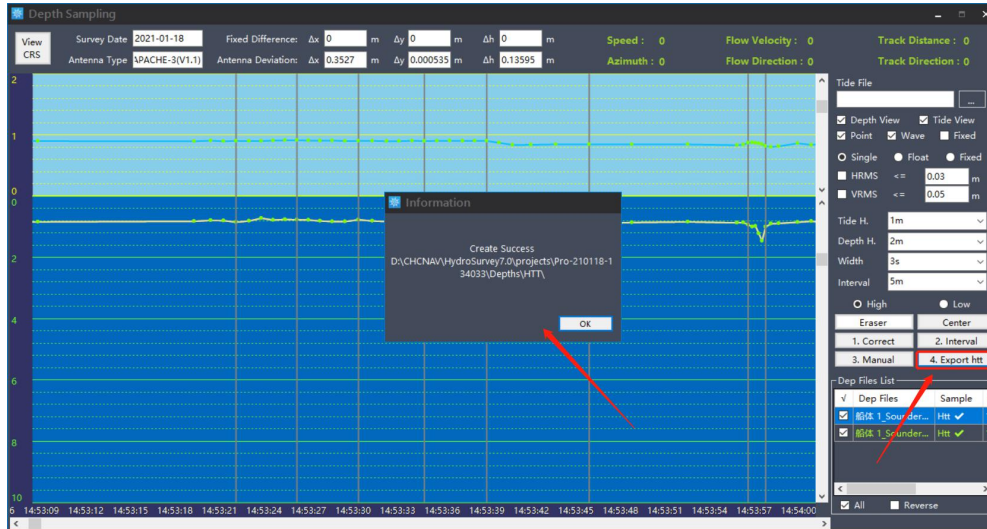 Depth Sampling
View CRS
Survey Date 2021-01-18 Fixed Difference: Δx 0 m Δy 0 m Δh 0 m
Antenna Type APACHE-3(V1.1) Antenna Deviation: Δx 0.3527 m Δy 0.000535 m Δh 0.13595 m
Speed : 0 Flow Velocity : 0 Track Distance : 0
Azimuth : 0 Flow Direction : 0 Track Direction : 0
2
1
0
0
2
4
6
8
10
6 14:53:09 14:53:12 14:53:15 14:53:18 14:53:21 14:53:24 14:53:27 14:53:30 14:53:33 14:53:36 14:53:39 14:53:42 14:53:45 14:53:48 14:53:51 14:53:54 14:53:57 14:54:00
Information
Create Success
D:\CHCNAV\HydroSurvey7.0\projects\Pro-210118-1
34033\Depths\HTT\
OK
Tide File
...
Depth View Tide View
Point Wave Fixed
Single Float Fixed
HRMS <= 0.03 m
VRMS <= 0.05 m
Tide H. 1m
Depth H. 2m
Width 3s
Interval 5m
High Low
Eraser Center
1. Correct 2. Interval
3. Manual 4. Export htt
Dep Files List
√ Dep Files Sample
船体 1_Sounder... Htt ✔
船体 1_Sounder... Htt ✔
All Reverse